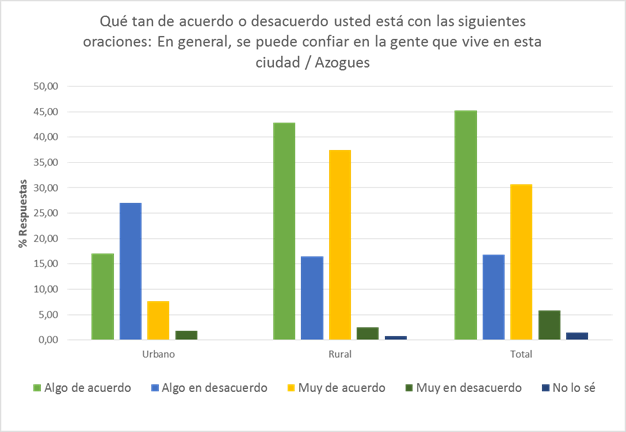 Qué tan de acuerdo o desacuerdo usted está con las siguientes
oraciones: En general, se puede confiar en la gente que vive en esta
ciudad / Azogues
% Respuestas
50,00
45,00
40,00
35,00
30,00
25,00
20,00
15,00
10,00
5,00
0,00
Urbano Rural Total
Algo de acuerdo Algo en desacuerdo Muy de acuerdo Muy en desacuerdo No lo sé